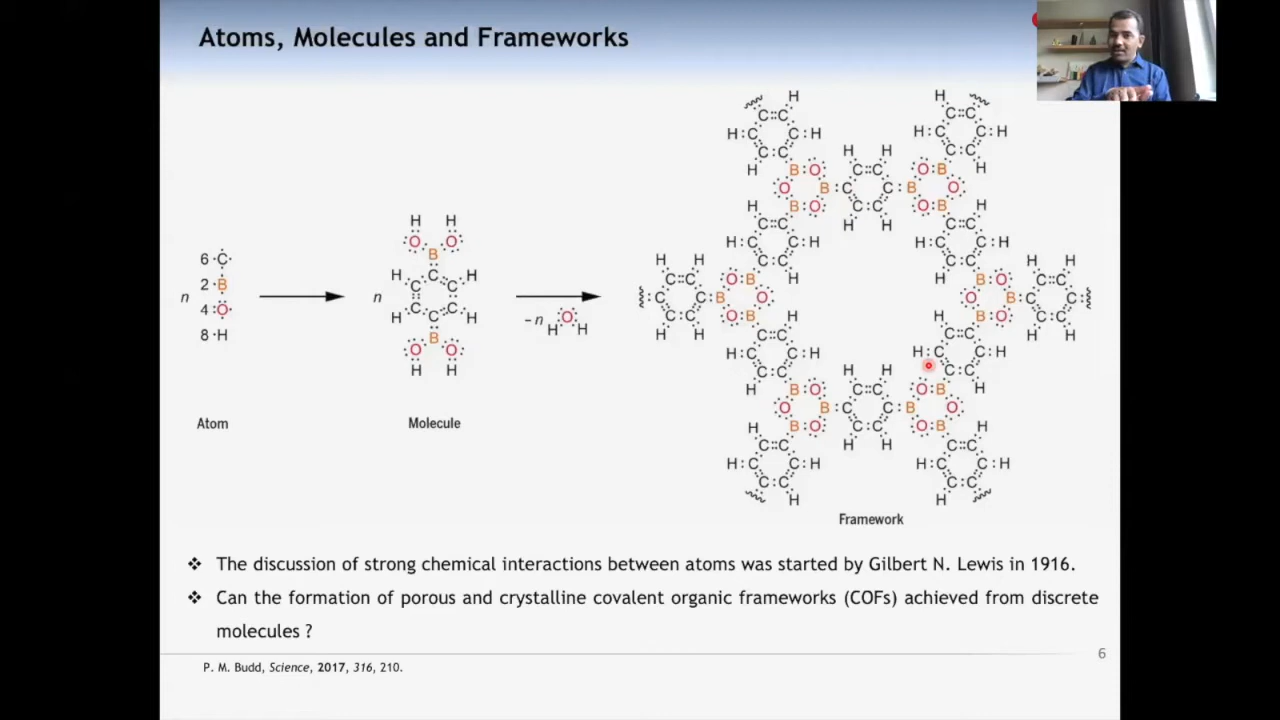 Atoms, Molecules and Frameworks
6 ·C·
n 2 ·B
4 :O:
8 ·H
Atom
n
H H
:O: :O:
B
H C H
C C
C C
H C H
B
:O: :O:
H H
Molecule
– n H O H
Framework
❖ The discussion of strong chemical interactions between atoms was started by Gilbert N. Lewis in 1916.
❖ Can the formation of porous and crystalline covalent organic frameworks (COFs) achieved from discrete
molecules ?
P. M. Budd, Science, 2017, 316, 210.
6